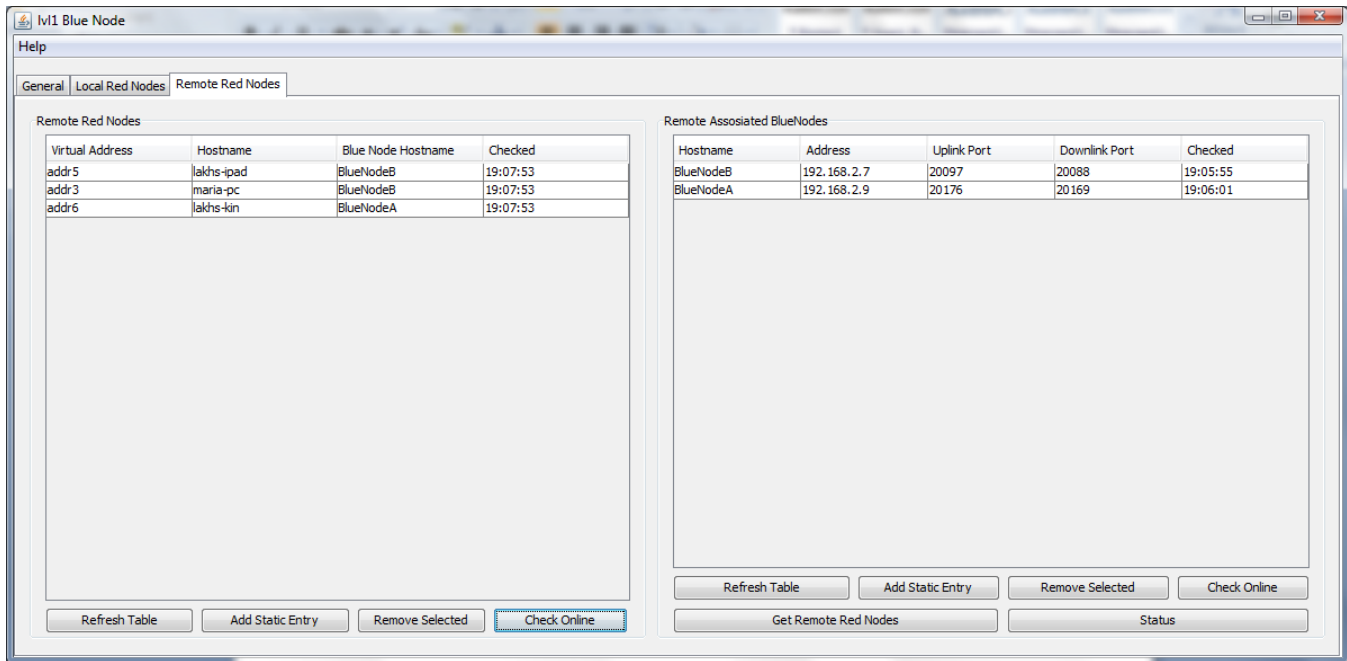 lvl1 Blue Node
Help
General Local Red Nodes Remote Red Nodes
Remote Red Nodes
Virtual Address Hostname Blue Node Hostname Checked
addr5 lakhs-ipad BlueNodeB 19:07:53
addr3 maria-pc BlueNodeB 19:07:53
addr6 lakhs-kin BlueNodeA 19:07:53
Refresh Table Add Static Entry Remove Selected Check Online
Remote Assosiated BlueNodes
Hostname Address Uplink Port Downlink Port Checked
BlueNodeB 192.168.2.7 20097 20088 19:05:55
BlueNodeA 192.168.2.9 20176 20169 19:06:01
Refresh Table Add Static Entry Remove Selected Check Online
Get Remote Red Nodes Status